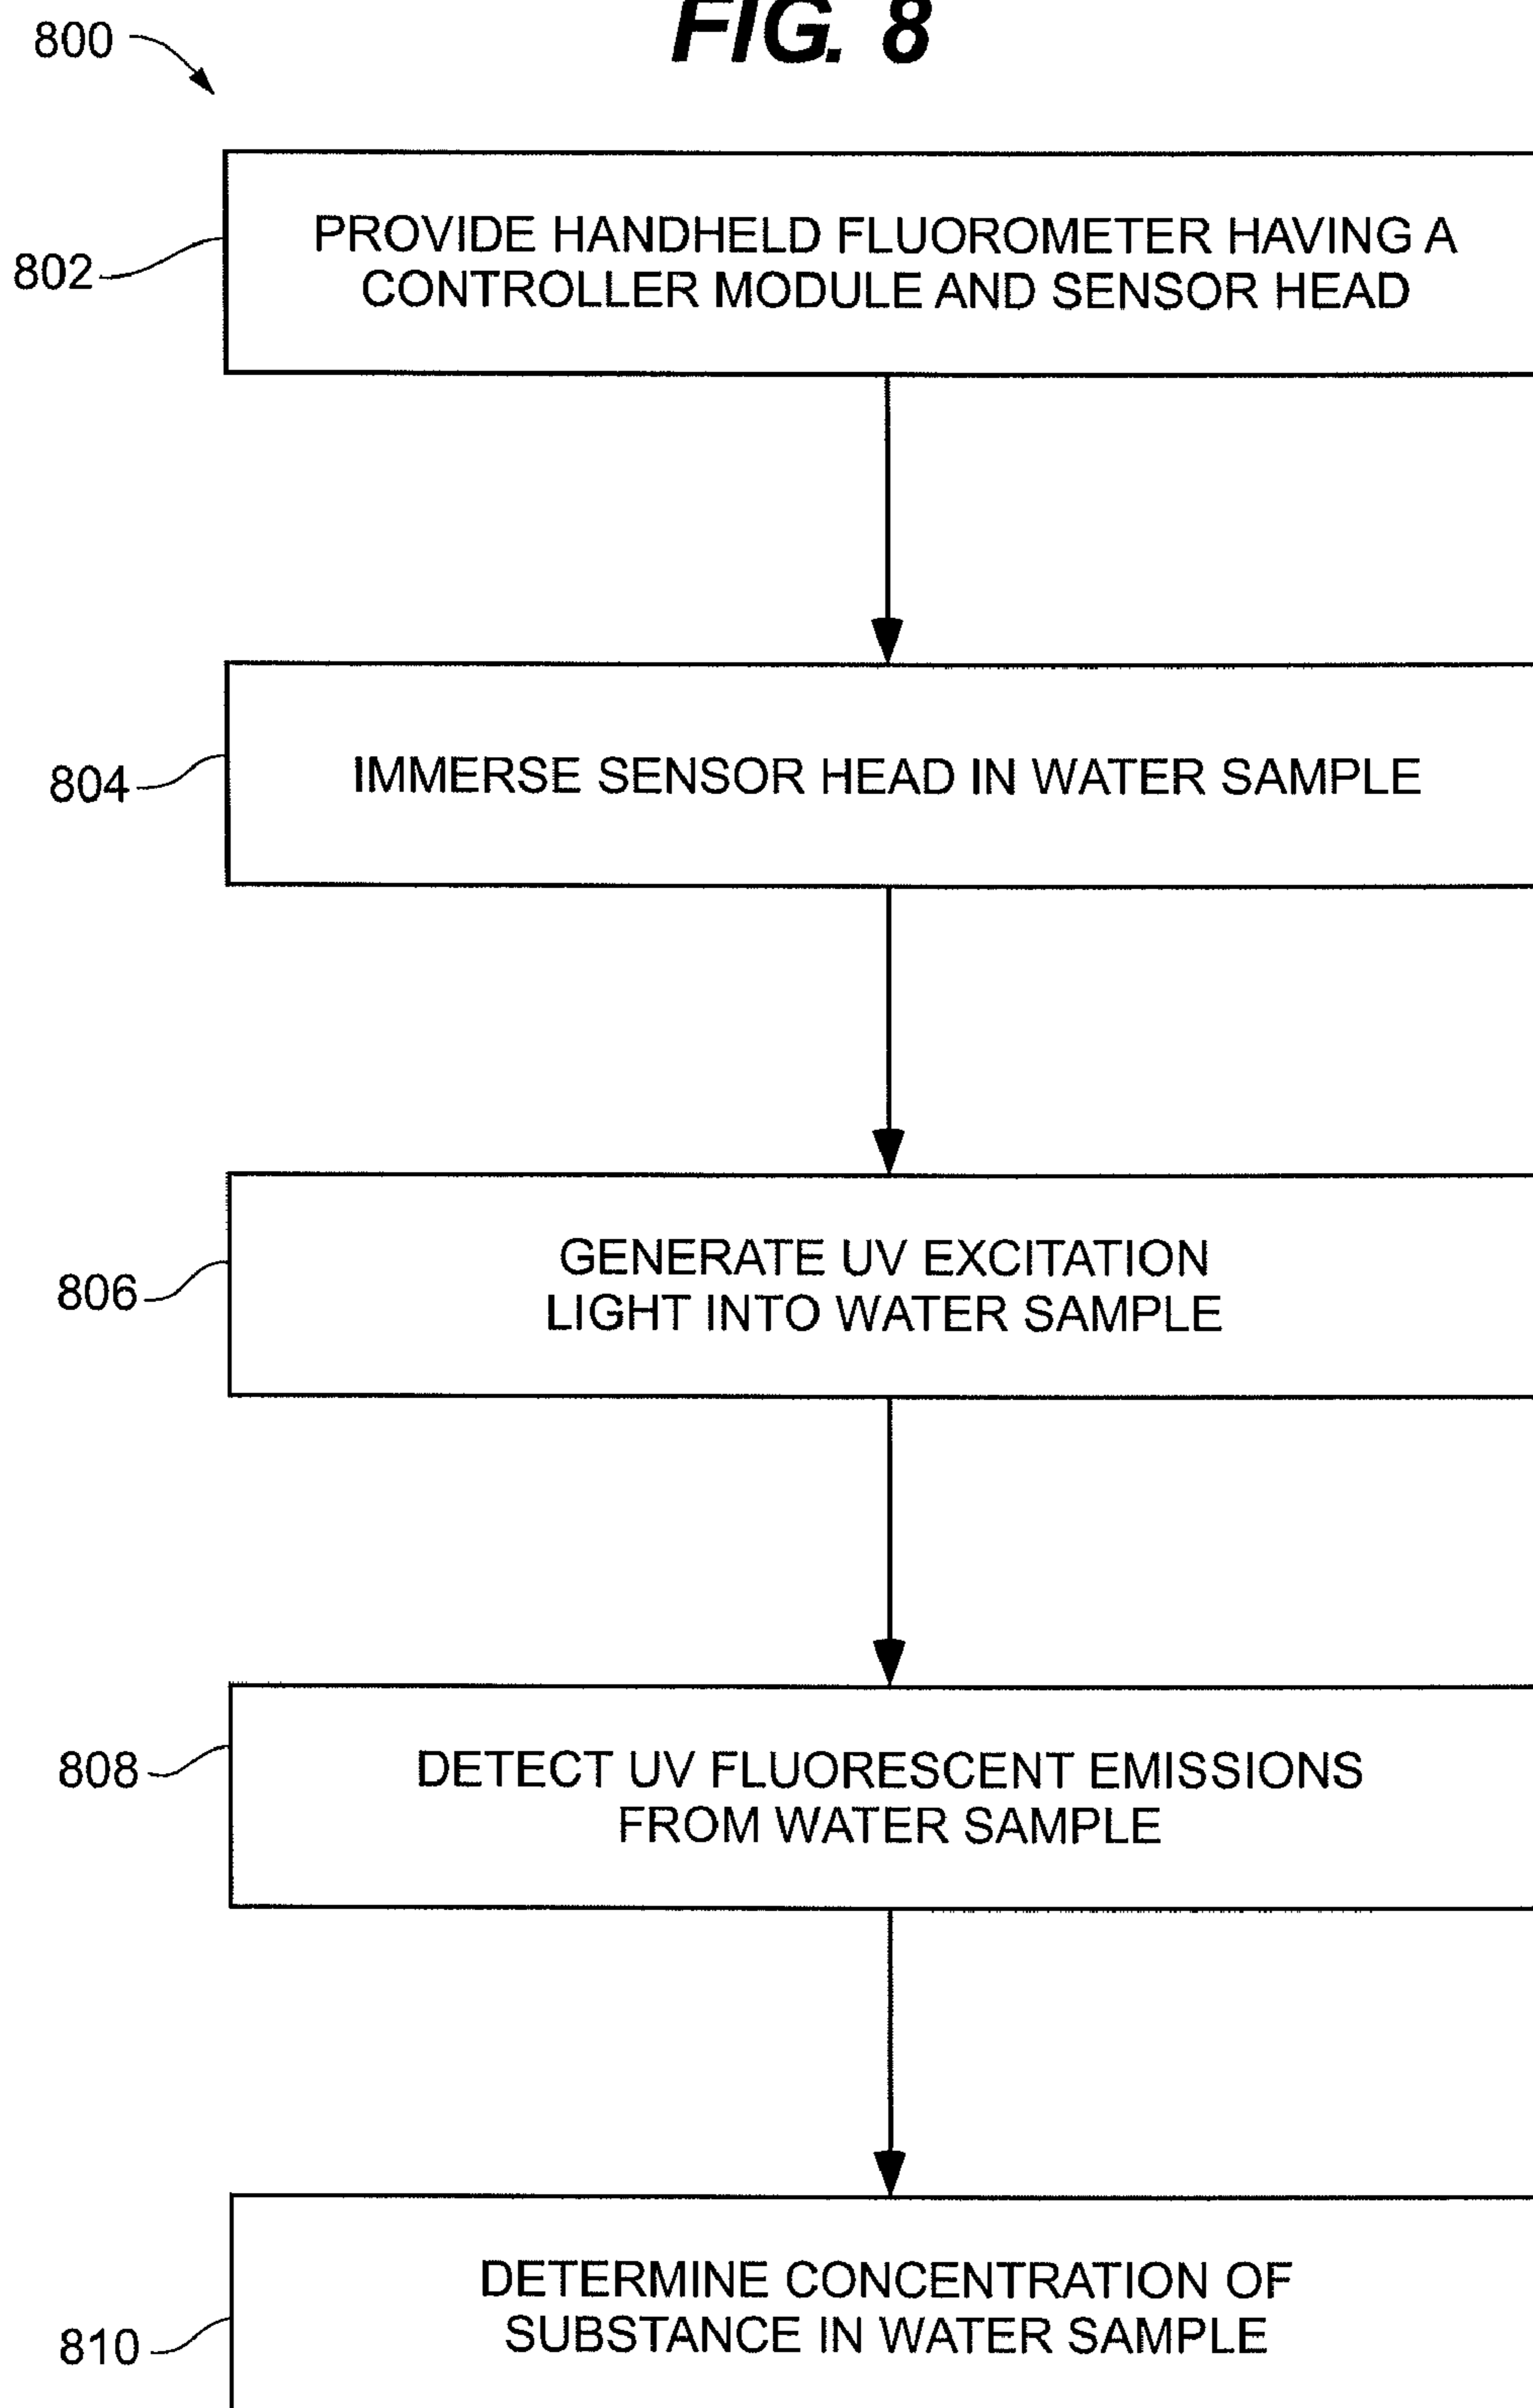 FIG. 8
800
802
PROVIDE HANDHELD FLUOROMETER HAVING A
CONTROLLER MODULE AND SENSOR HEAD
804
IMMERSE SENSOR HEAD IN WATER SAMPLE
806
GENERATE UV EXCITATION
LIGHT INTO WATER SAMPLE
808
DETECT UV FLUORESCENT EMISSIONS
FROM WATER SAMPLE
810
DETERMINE CONCENTRATION OF
SUBSTANCE IN WATER SAMPLE